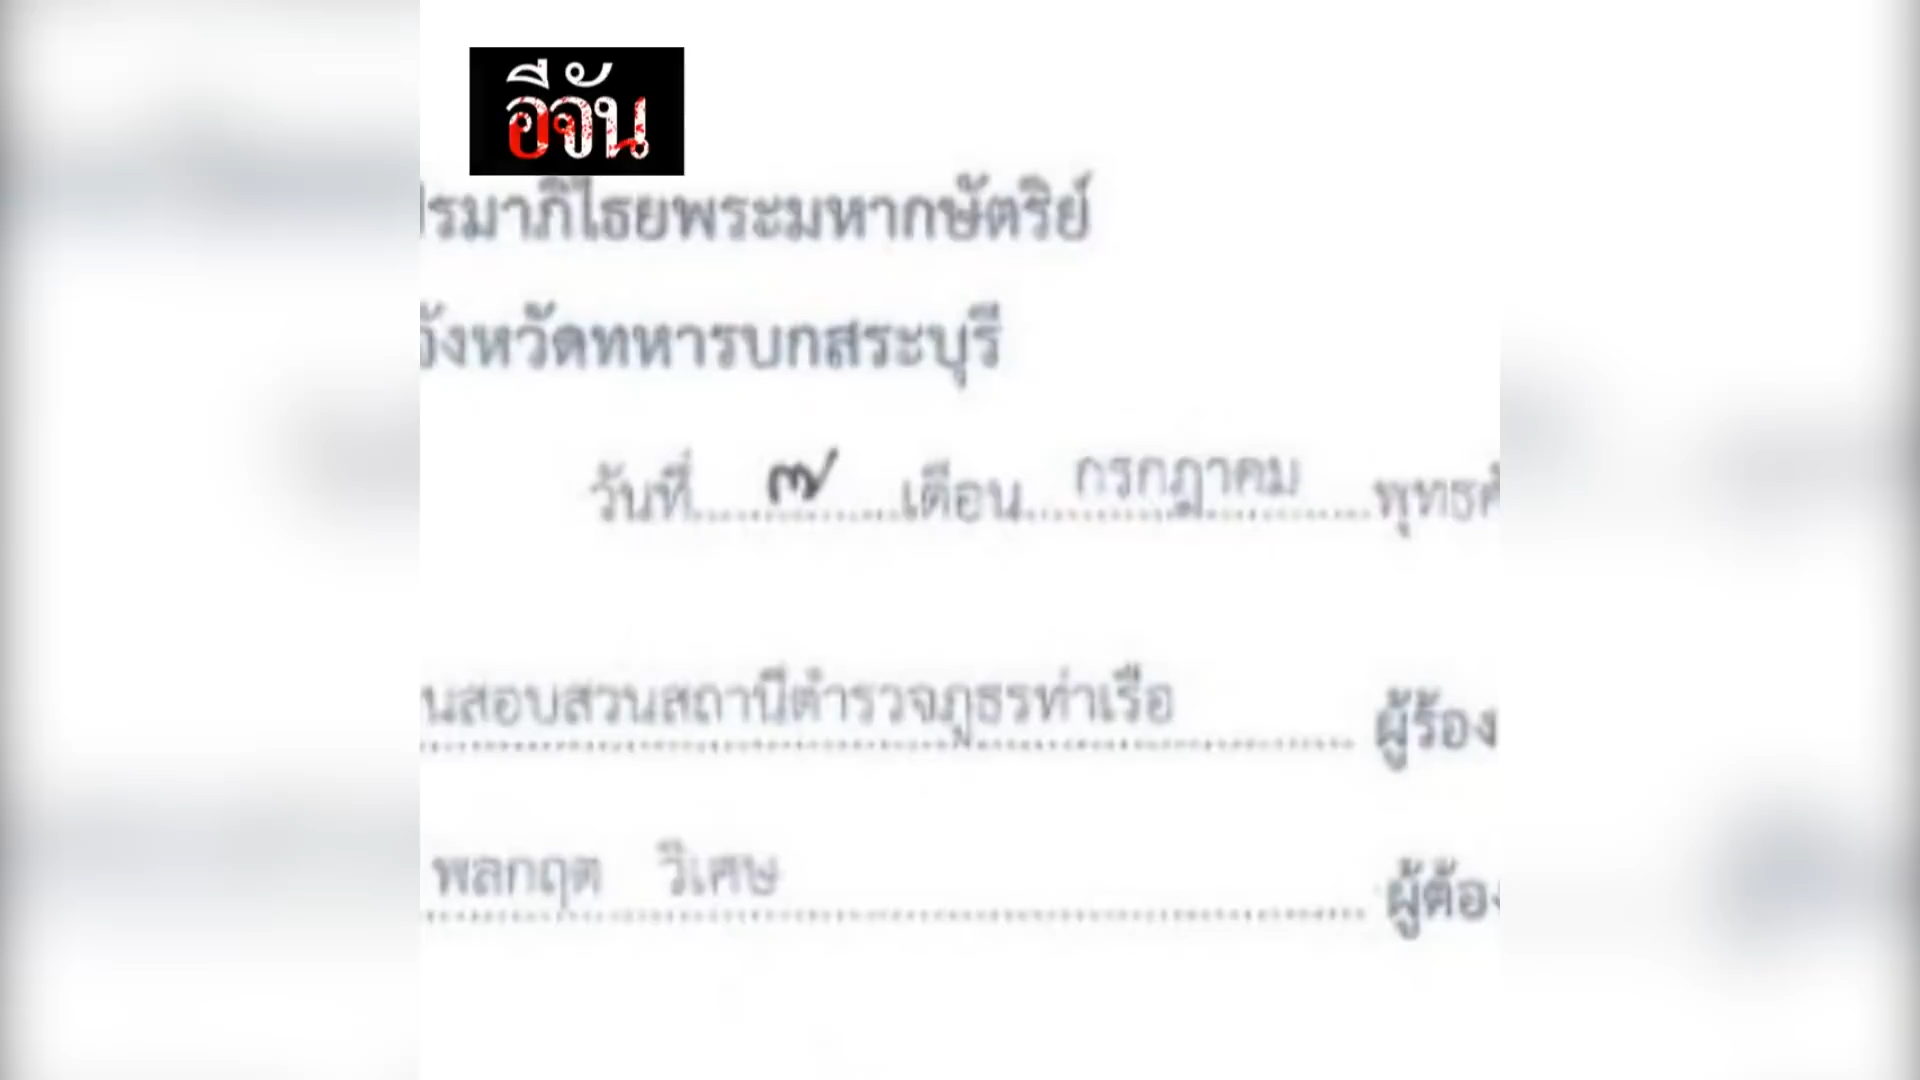 อีจัน
ปรมาภิไธยพระมหากษัตริย์
จังหวัดทหารบกสระบุรี
วันที่ ๗ เดือน กรกฎาคม พุทธศ
นสอบสวนสถานีตำรวจภูธรท่าเรือ ผู้ร้อง
พลกฤต วิเศษ ผู้ต้อง